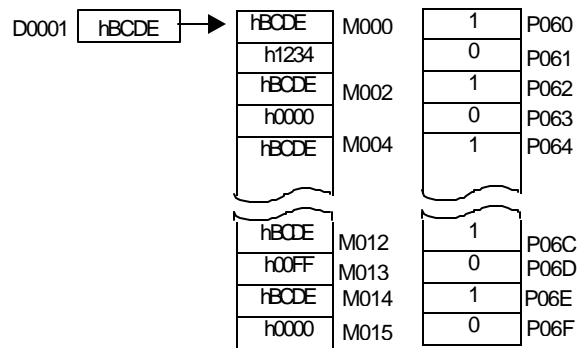 D0001 hBCDE hBCDE M000 1 P060
h1234 0 P061
hBCDE M002 1 P062
h0000 0 P063
hBCDE M004 1 P064
hBCDE M012 1 P06C
h00FF M013 0 P06D
hBCDE M014 1 P06E
h0000 M015 0 P06F